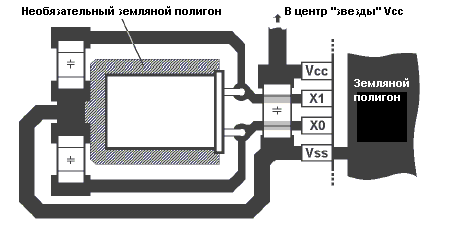 Необязательный земляной полигон
В центр "звезды" Vcc
Vcc
X1
X0
Vss
Земляной
полигон